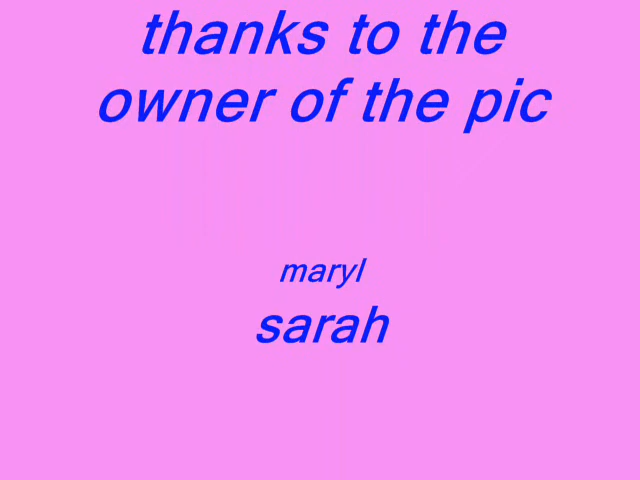 thanks to the
owner of the pic
maryl
sarah